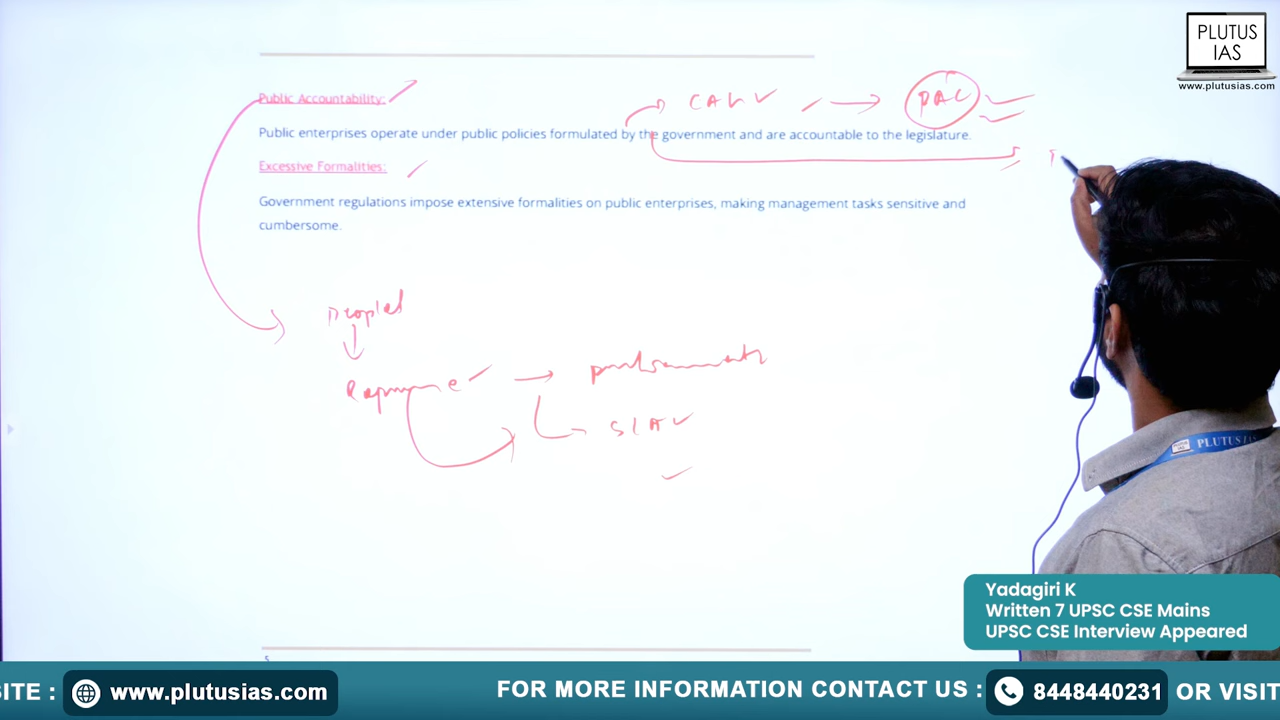 PLUTUS
IAS
www.plutusias.com
Public Accountability:
CAG
PAC
Public enterprises operate under public policies formulated by the government and are accountable to the legislature.
Excessive Formalities:
Government regulations impose extensive formalities on public enterprises, making management tasks sensitive and
cumbersome.
5
PLUTUS IAS
Yadagiri K
Written 7 UPSC CSE Mains
UPSC CSE Interview Appeared
SITE : www.plutusias.com FOR MORE INFORMATION CONTACT US : 8448440231 OR VISIT